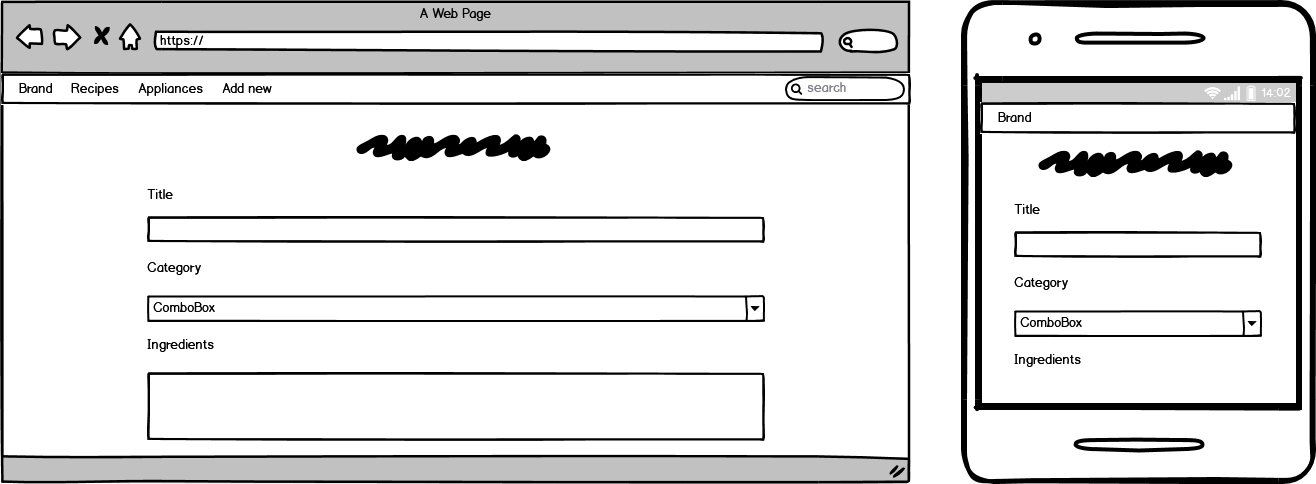 A Web Page
https://
Brand Recipes Appliances Add new search
Title
Category
ComboBox
Ingredients
14:02
Brand
Title
Category
ComboBox
Ingredients